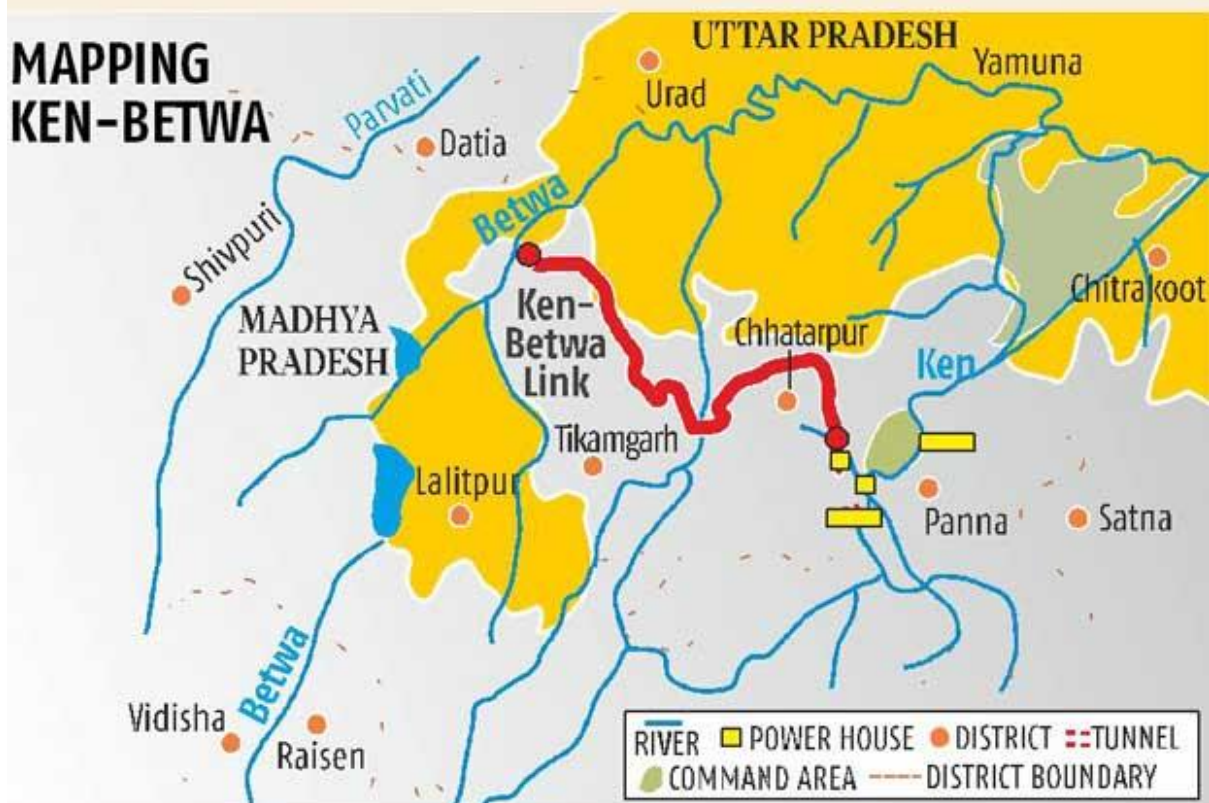 MAPPING
KEN-BETWA
UTTAR PRADESH
Yamuna
Urad
Parvati
Datia
Betwa
Shivpuri
Chitrakoot
MADHYA
PRADESH
Ken-
Betwa
Link
Chhatarpur
Ken
Tikamgarh
Lalitpur
Panna
Satna
Betwa
Vidisha
Raisen
RIVER POWER HOUSE DISTRICT TUNNEL
COMMAND AREA DISTRICT BOUNDARY